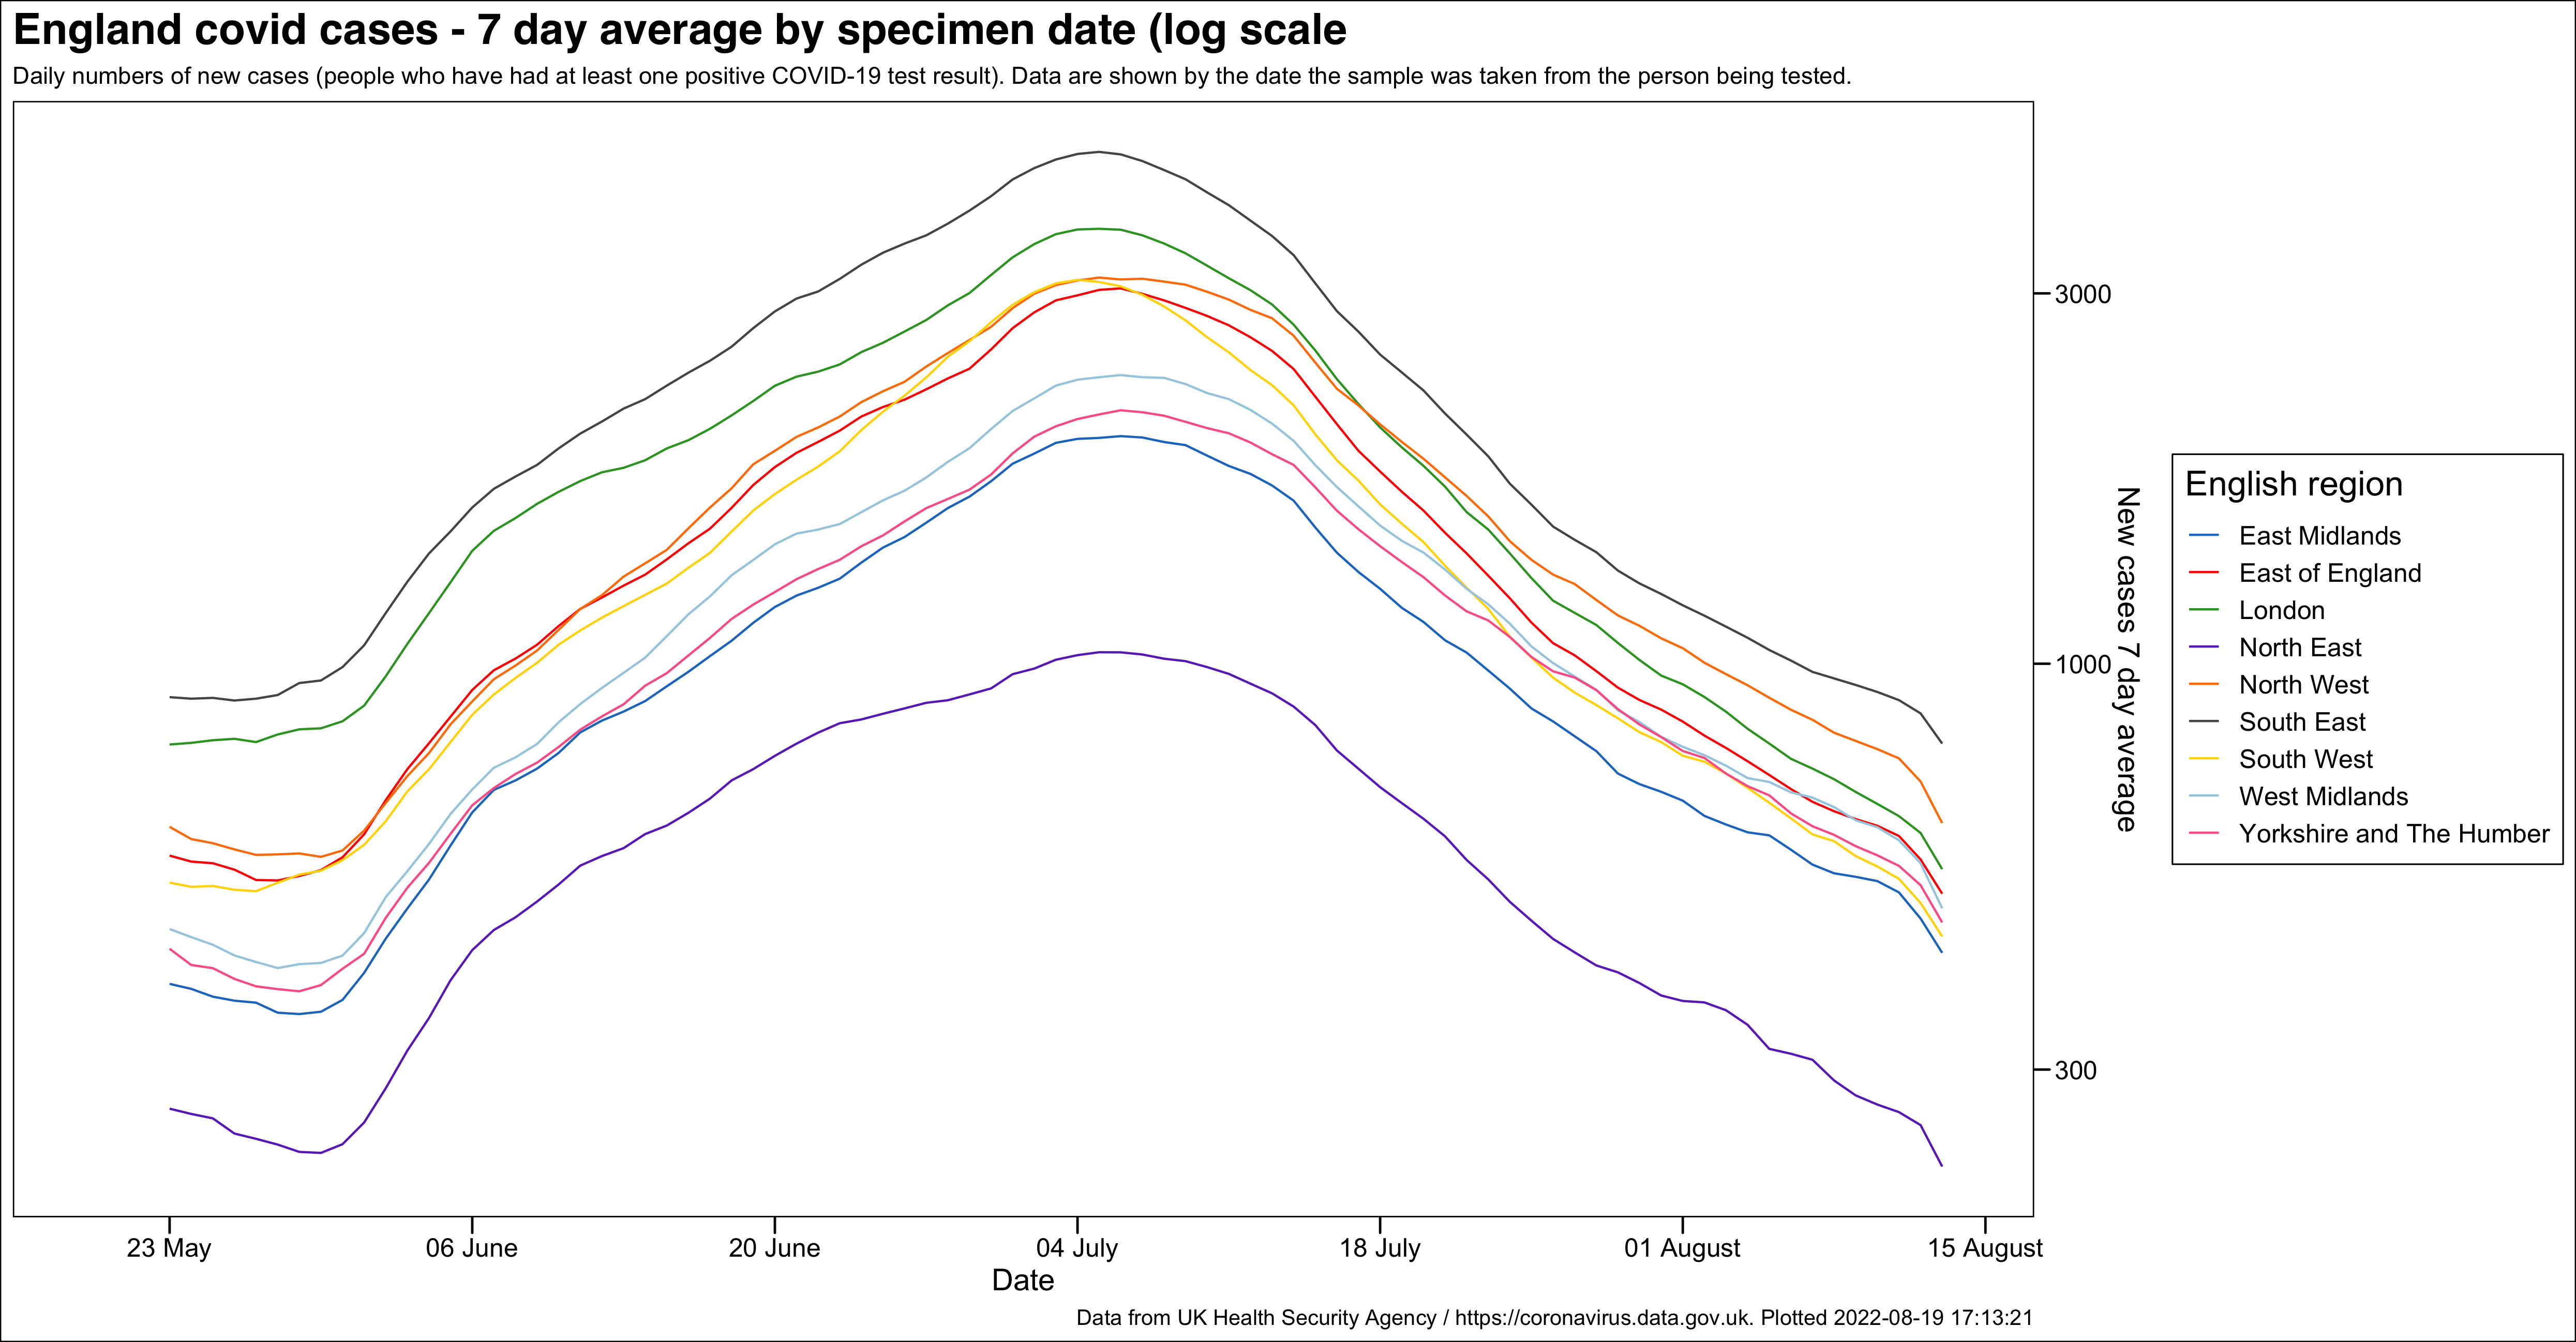 England covid cases - 7 day average by specimen date (log scale
Daily numbers of new cases (people who have had at least one positive COVID-19 test result). Data are shown by the date the sample was taken from the person being tested.
3000
1000
300
New cases 7 day average
English region
East Midlands
East of England
London
North East
North West
South East
South West
West Midlands
Yorkshire and The Humber
23 May
06 June
20 June
04 July
18 July
01 August
15 August
Date
Data from UK Health Security Agency / https://coronavirus.data.gov.uk. Plotted 2022-08-19 17:13:21